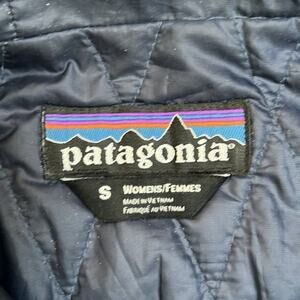 patagonia®
S WOMENS/FEMMES
MADE IN VIETNAM
FABRIQUÉ AU VIETNAM